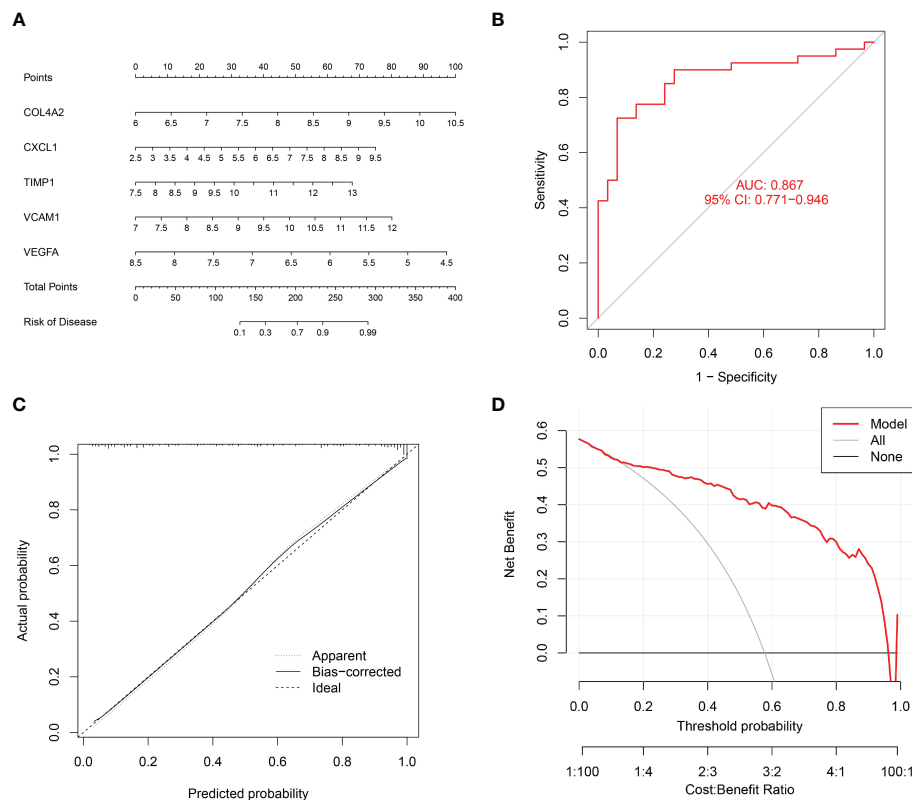 A
Points
0 10 20 30 40 50 60 70 80 90 100
COL4A2
6 6.5 7 7.5 8 8.5 9 9.5 10 10.5
CXCL1
2.5 3 3.5 4 4.5 5 5.5 6 6.5 7 7.5 8 8.5 9 9.5
TIMP1
7.5 8 8.5 9 9.5 10 11 12 13
VCAM1
7 7.5 8 8.5 9 9.5 10 10.5 11 11.5 12
VEGFA
8.5 8 7.5 7 6.5 6 5.5 5 4.5
Total Points
0 50 100 150 200 250 300 350 400
Risk of Disease
0.1 0.3 0.7 0.9 0.99
B
Sensitivity
1.0
0.8
0.6
0.4
0.2
0.0
AUC: 0.867
95% CI: 0.771−0.946
0.0 0.2 0.4 0.6 0.8 1.0
1 − Specificity
C
Actual probability
1.0
0.8
0.6
0.4
0.2
0.0
Apparent
Bias−corrected
Ideal
0.0 0.2 0.4 0.6 0.8 1.0
Predicted probability
D
Net Benefit
0.6
0.5
0.4
0.3
0.2
0.1
0.0
Model
All
None
0.0 0.2 0.4 0.6 0.8 1.0
Threshold probability
1:100 1:4 2:3 3:2 4:1 100:1
Cost:Benefit Ratio